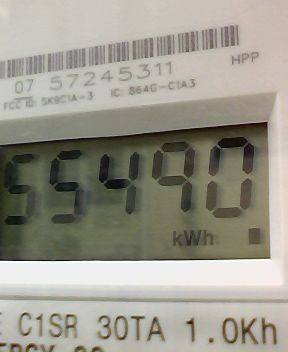 HPP
07 57245311
FCC ID: SK9C1A-3 IC: 864G-C1A3
55490
kWh
E C1SR 30TA 1.0Kh